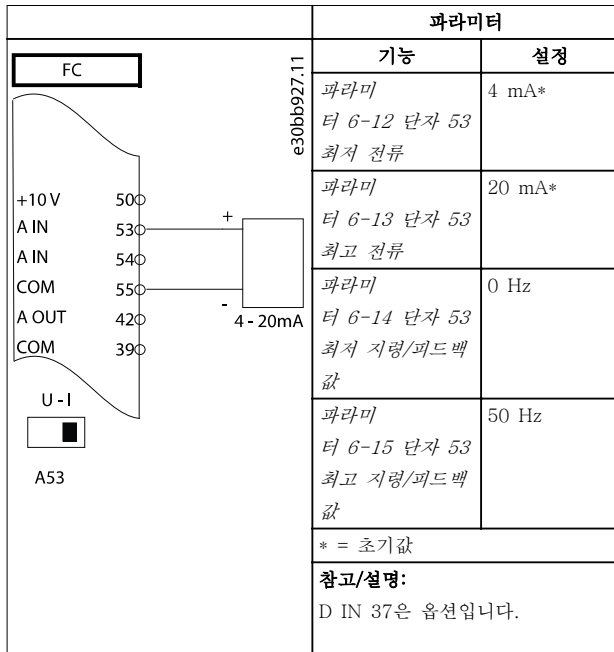 파라미터
기능 설정
FC
e30bb927.11
+10 V 50
A IN 53
A IN 54
COM 55
A OUT 42
COM 39
+
-
4 - 20mA
U - I
A53
파라미
터 6-12 단자 53
최저 전류
4 mA*
파라미
터 6-13 단자 53
최고 전류
20 mA*
파라미
터 6-14 단자 53
최저 지령/피드백
값
0 Hz
파라미
터 6-15 단자 53
최고 지령/피드백
값
50 Hz
* = 초기값
참고/설명:
D IN 37은 옵션입니다.